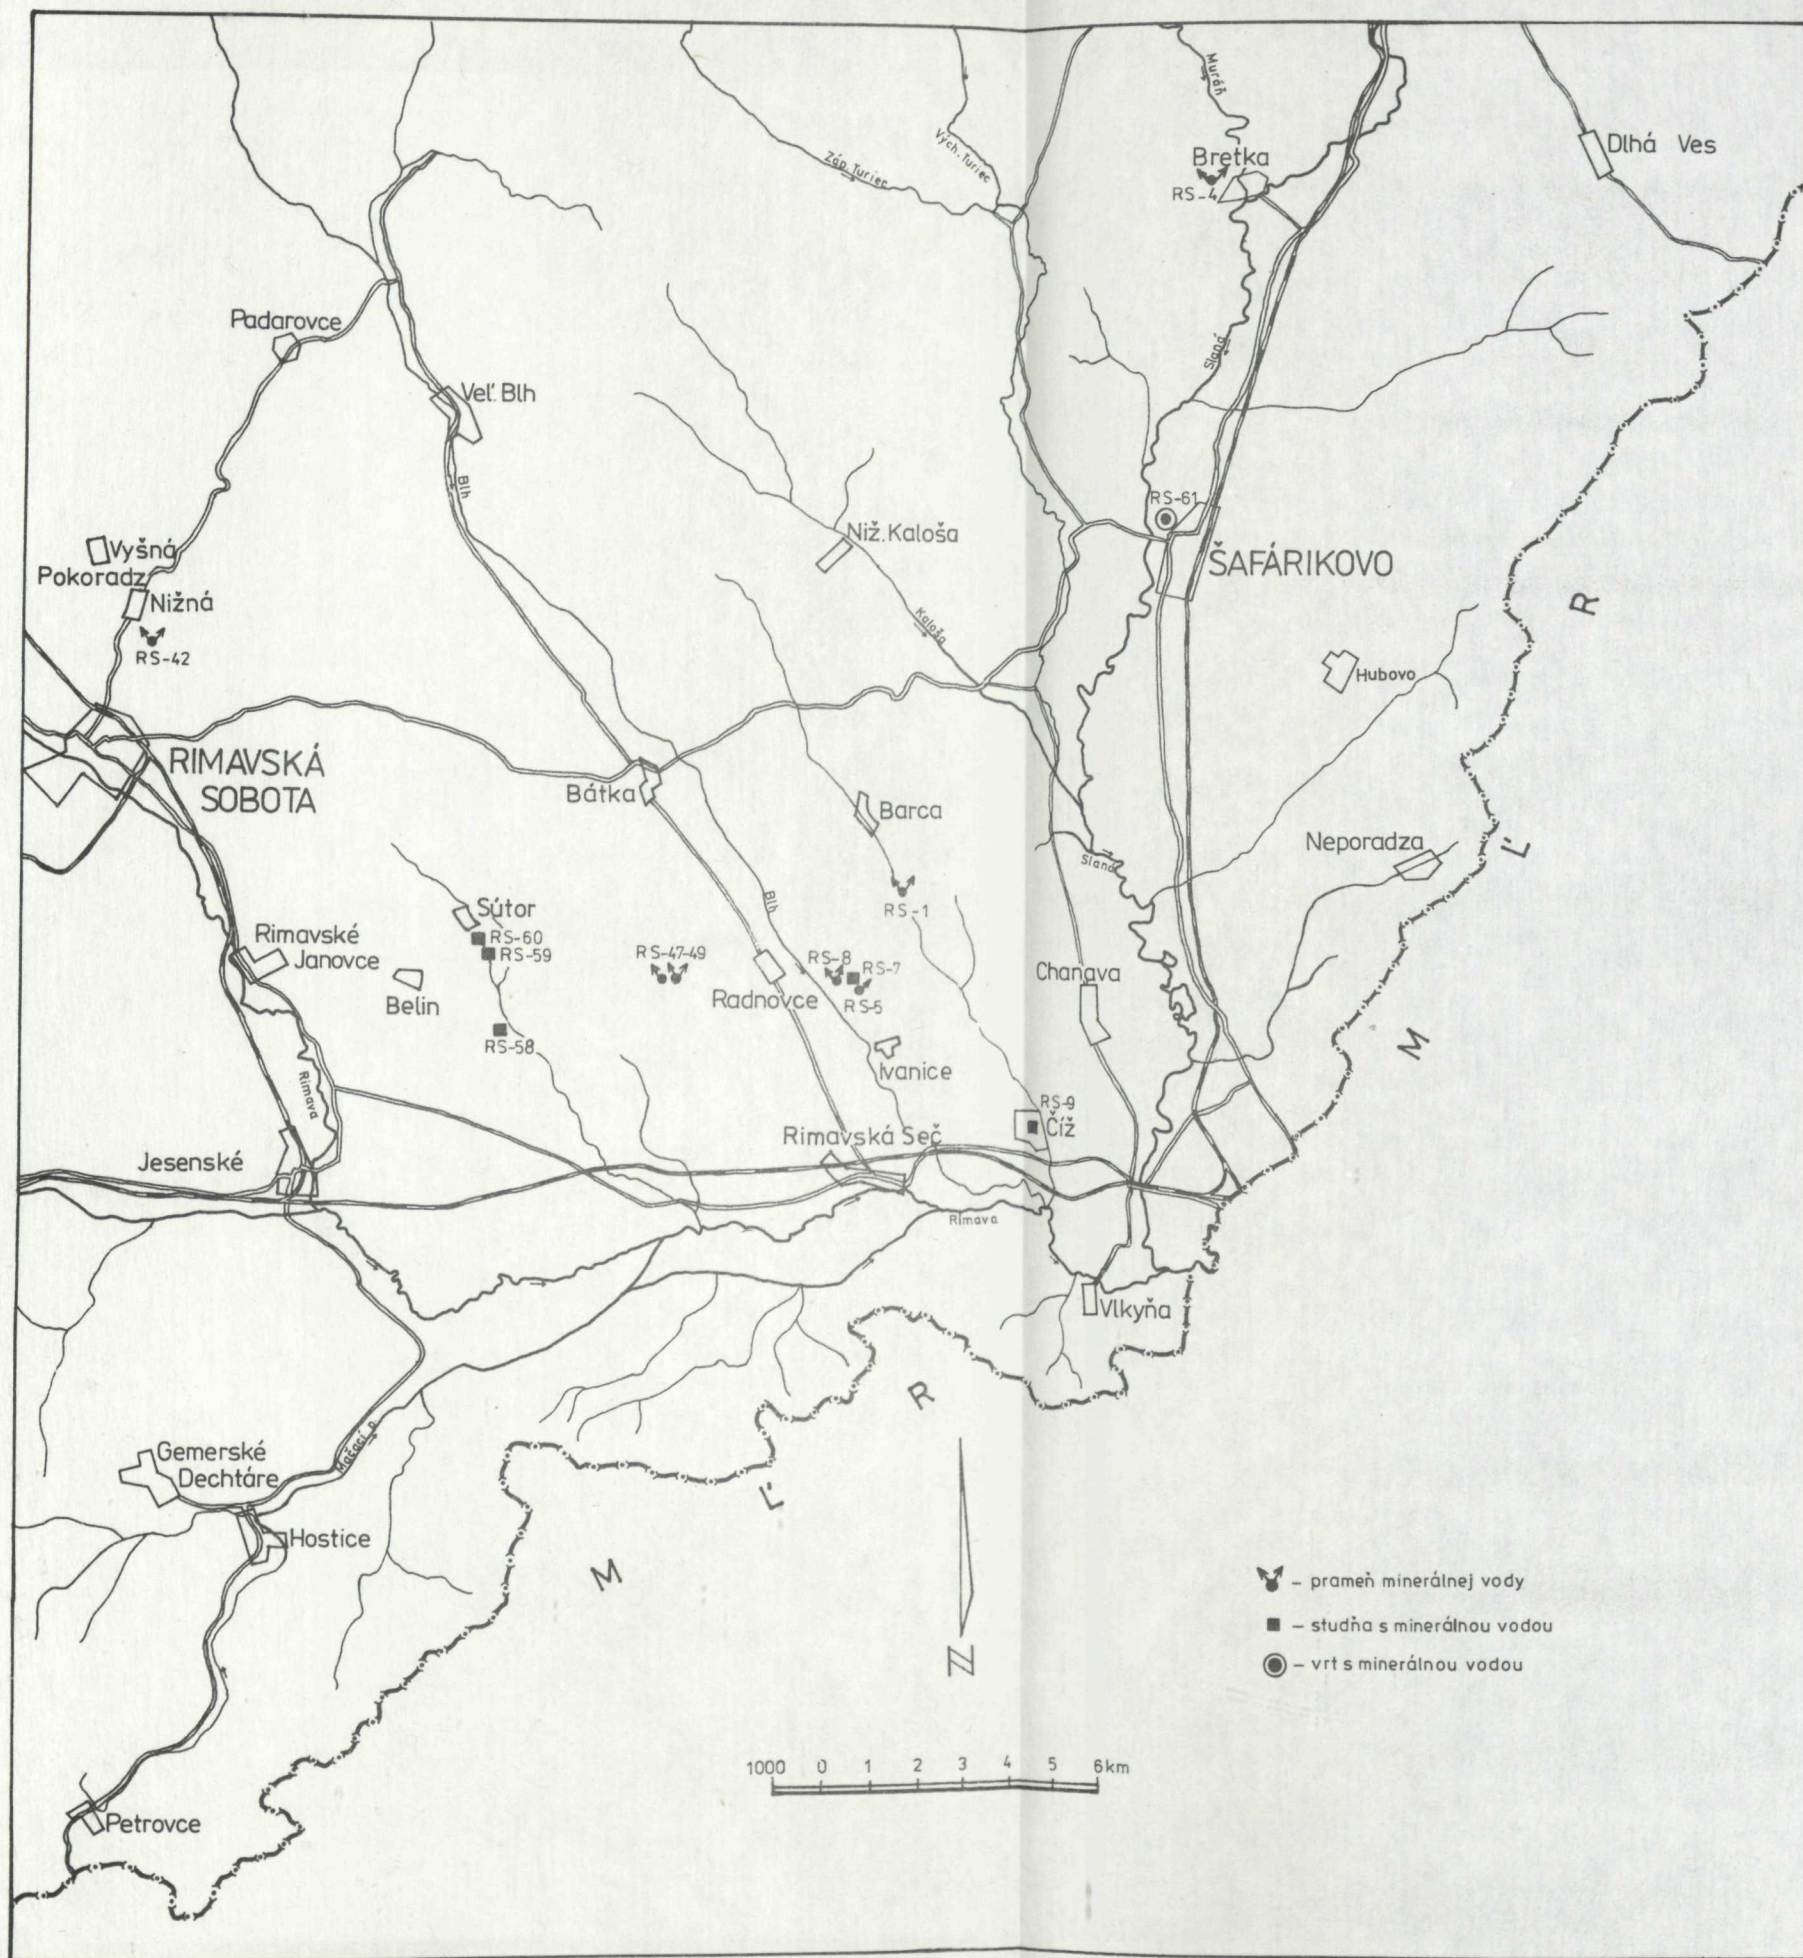 Muráň
Dlhá Ves
Vých. Turiec
Záp. Turiec
Bretka
RS-4
Padarovce
Slaná
Veľ. Blh
Blh
RS-61
Niž. Kaloša
Vyšná
Pokoradz
Nižná
ŠAFÁRIKOVO
RS-42
Kaloša
R
Hubovo
RIMAVSKÁ
SOBOTA
Bátka
Barca
Neporadza
Ľ
Slaná
Blh
RS-1
Sútor
RS-60
RS-59
Rimavské
Janovce
RS-47-49
RS-8
RS-7
RS-5
Chanava
Belin
Radnovce
RS-58
M
Ivanice
Rimava
RS-9
Číž
Rimavská Seč
Jesenské
Rimava
Vlkyňa
R
Mačací p.
Gemerské
Dechtáre
Ľ
Hostice
M
N
– prameň minerálnej vody
– studňa s minerálnou vodou
– vrt s minerálnou vodou
1000 0 1 2 3 4 5 6km
Petrovce